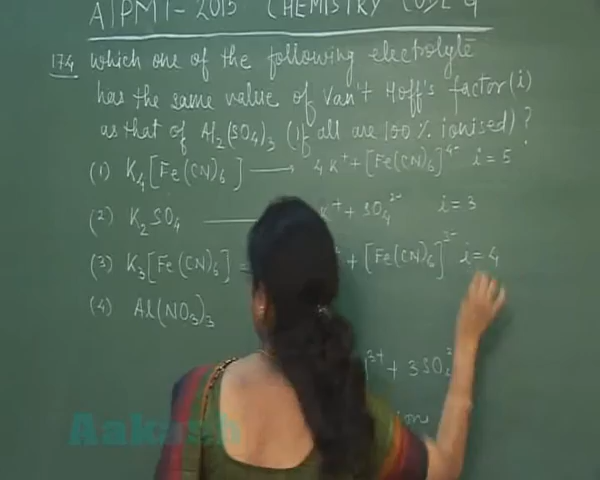 AIPMT - 2015 CHEMISTRY CODE
174 which one of the following electrolyte
has the same value of Van't Hoff's factor (i)
as that of Al₂(SO₄)₃ (if all are 100% ionised)?
(1) K₄[Fe(CN)₆] ⟶ 4K⁺ + [Fe(CN)₆]⁴⁻ i = 5
(2) K₂SO₄ ⟶ K⁺ + SO₄²⁻ i = 3
(3) K₃[Fe(CN)₆] + [Fe(CN)₆]³⁻ i = 4
(4) Al(NO₃)₃
³⁺ + 3SO₄²
Aakash ion